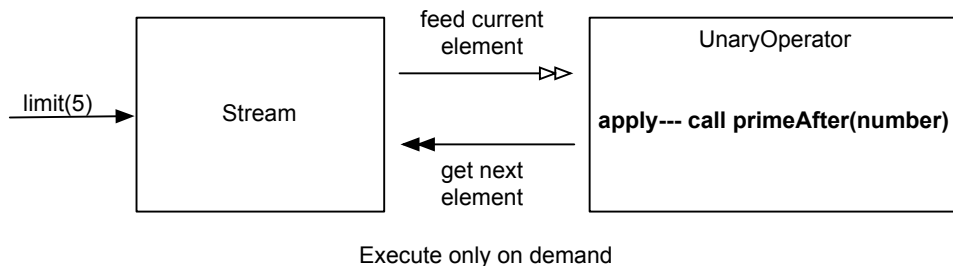 feed current
element
UnaryOperator
limit(5)
Stream
apply--- call primeAfter(number)
get next
element
Execute only on demand